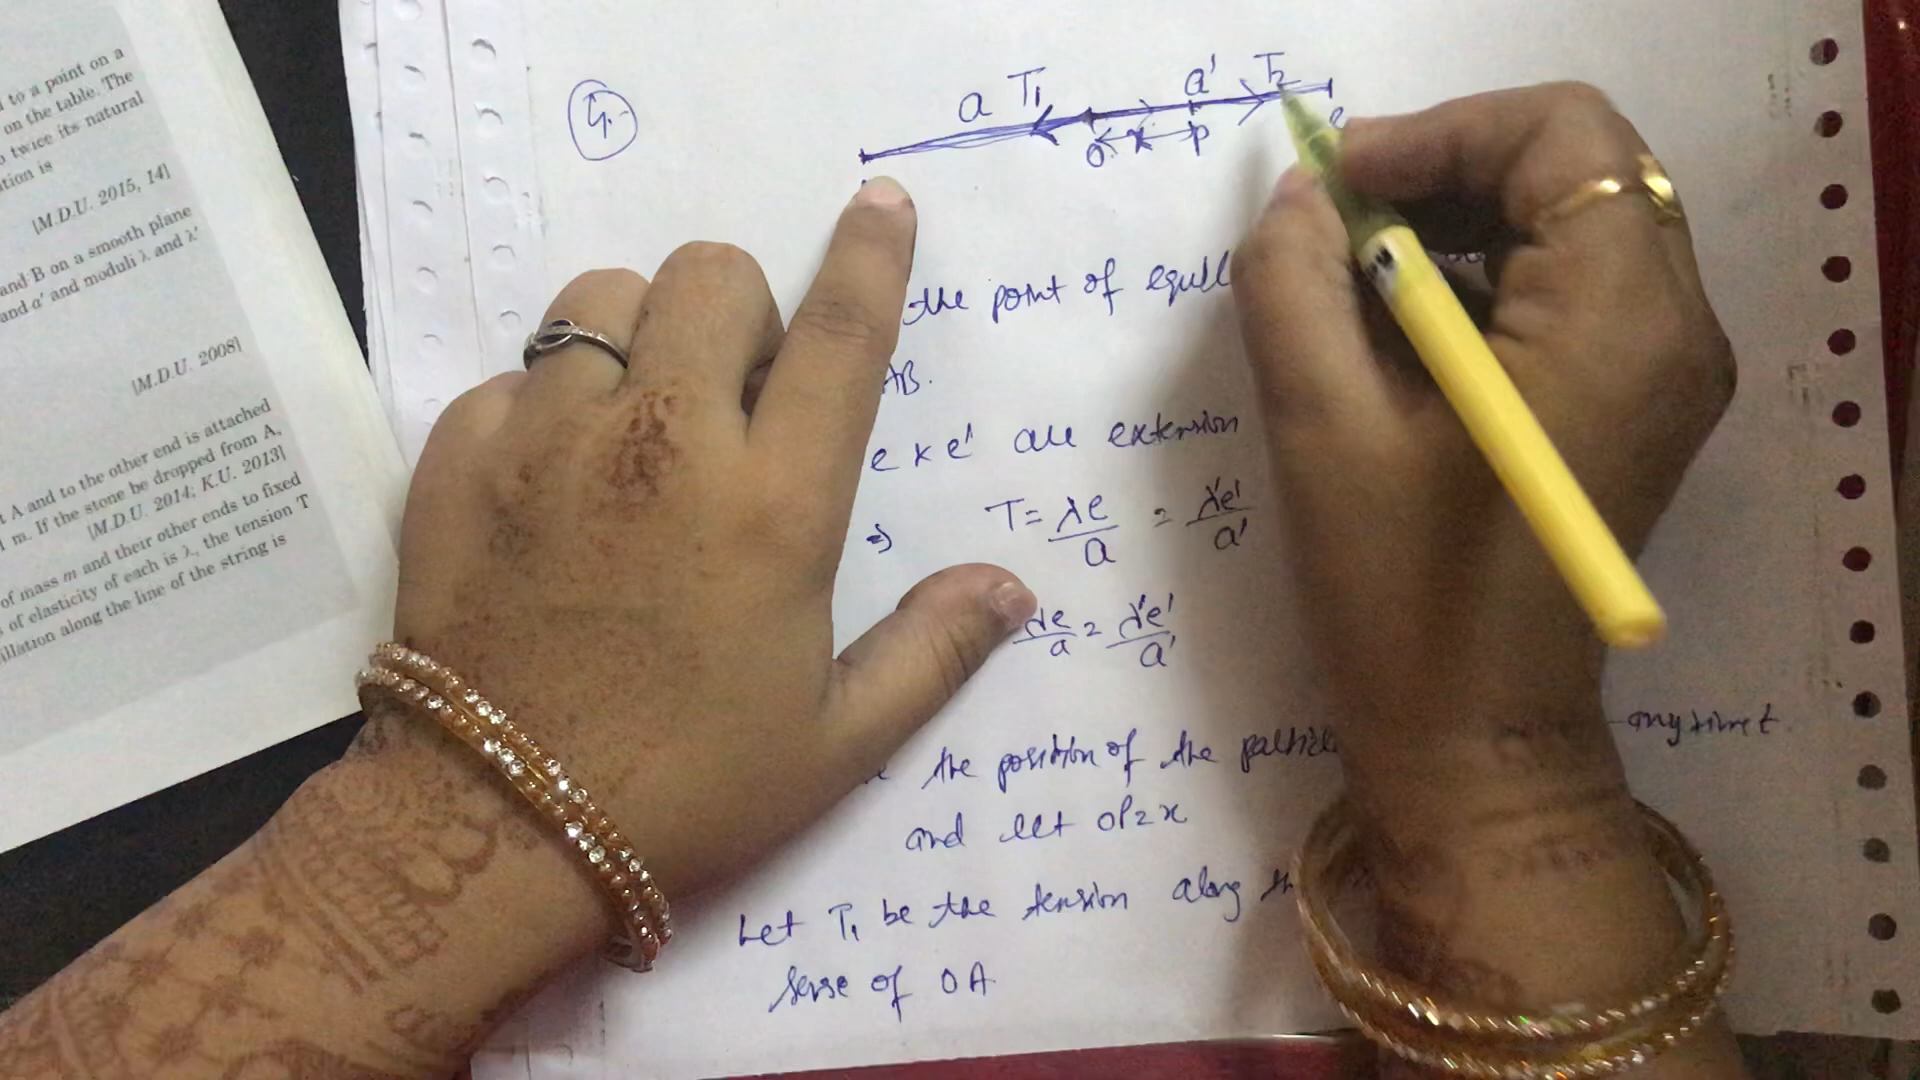 to a point on a
on the table. The
twice its natural
tion is
[M.D.U. 2015, 14]
and B on a smooth plane
and a' and moduli λ and λ'
[M.D.U. 2008]
A and to the other end is attached
m. If the stone be dropped from A,
[M.D.U. 2014; K.U. 2013]
of mass m and their other ends to fixed
of elasticity of each is λ, the tension T
illation along the line of the string is
4.
a T₁ a' T₂
O x P
the point of equil
AB.
e & e' are extension
⇒ T = λe/a = λ'e'/a'
λe/a = λ'e'/a'
the position of the particle any time t.
and let OP = x
Let T₁ be the tension along th
sense of OA